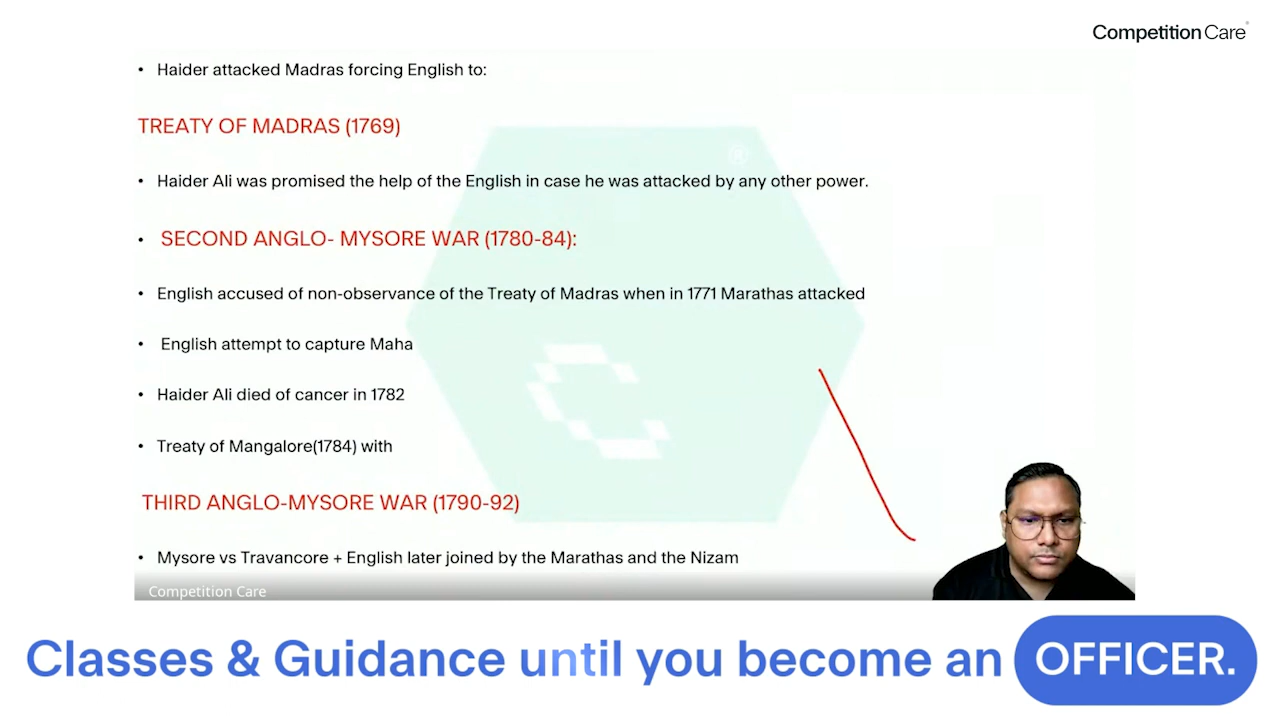 Competition Care
• Haider attacked Madras forcing English to:
TREATY OF MADRAS (1769)
• Haider Ali was promised the help of the English in case he was attacked by any other power.
• SECOND ANGLO- MYSORE WAR (1780-84):
• English accused of non-observance of the Treaty of Madras when in 1771 Marathas attacked
• English attempt to capture Maha
• Haider Ali died of cancer in 1782
• Treaty of Mangalore(1784) with
THIRD ANGLO-MYSORE WAR (1790-92)
• Mysore vs Travancore + English later joined by the Marathas and the Nizam
Competition Care
Classes & Guidance until you become an OFFICER.